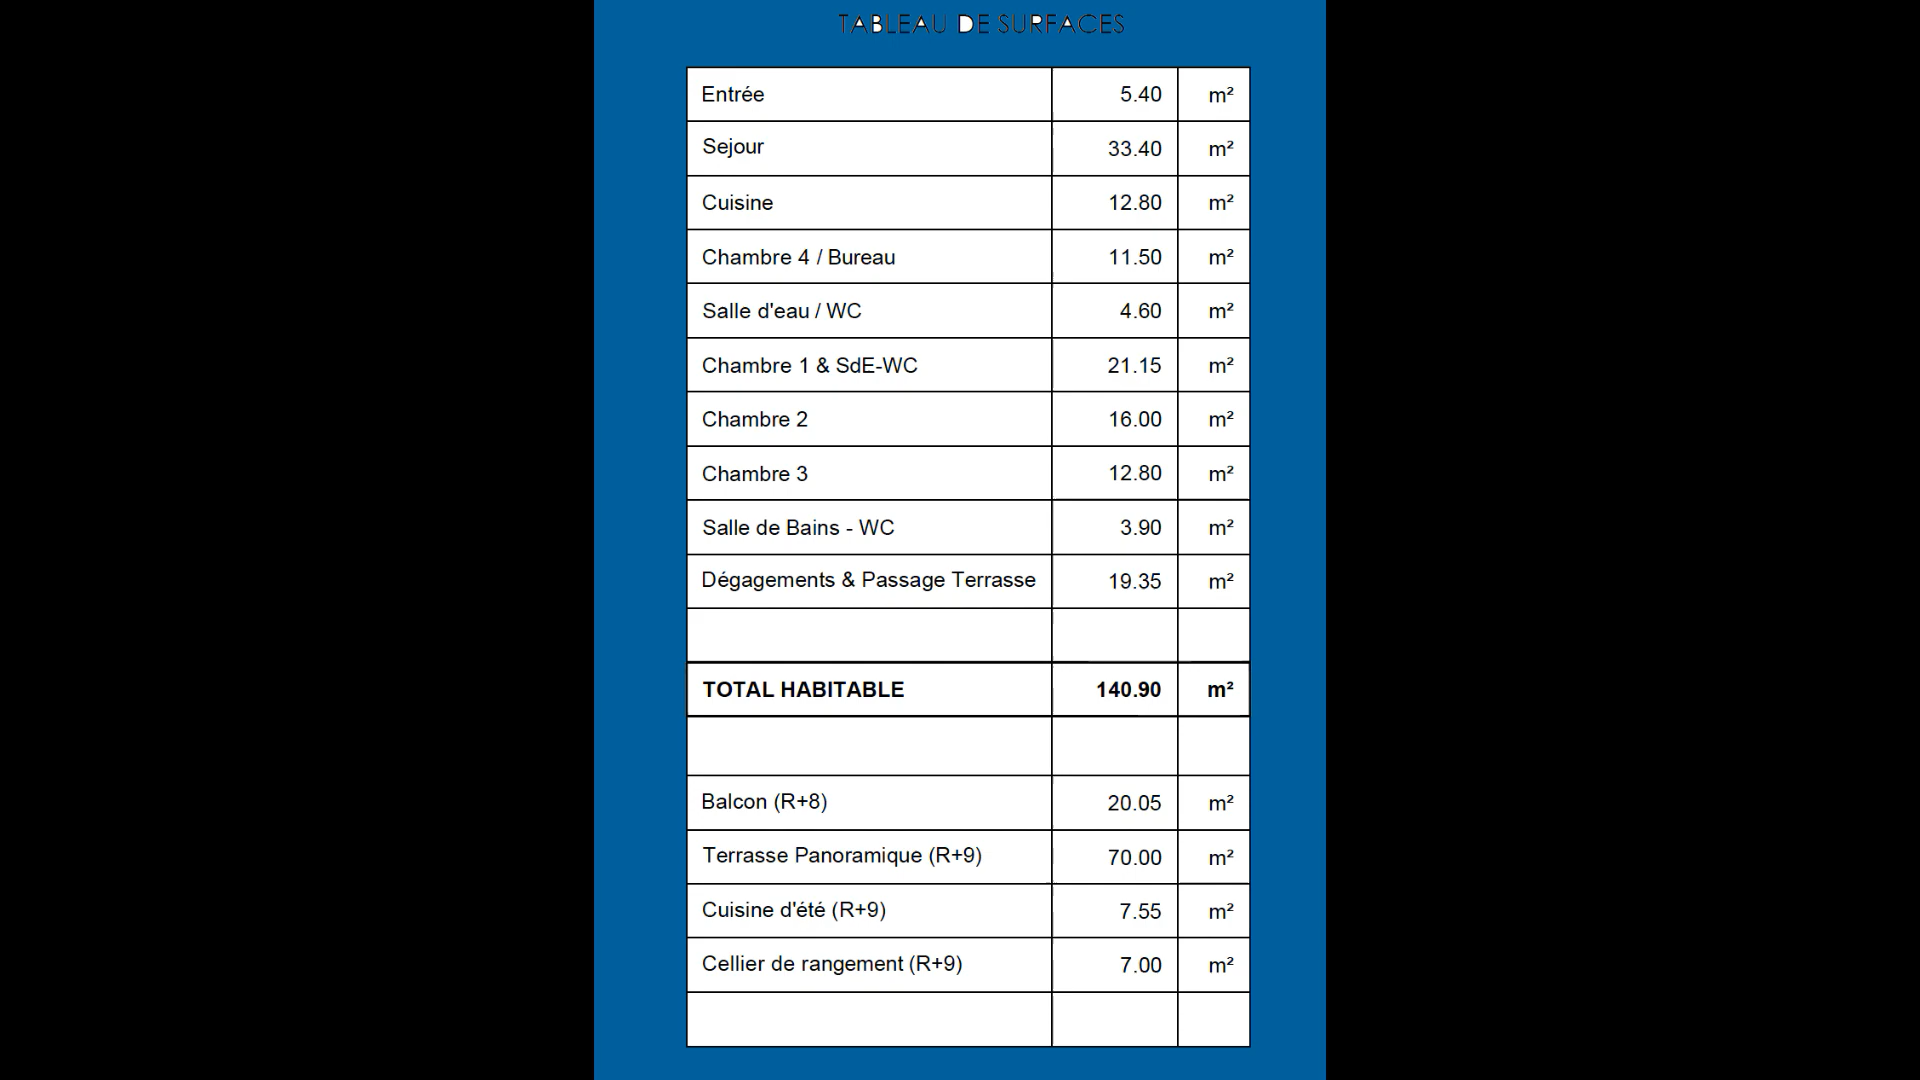 TABLEAU DE SURFACES
Entrée 5.40 m²
Sejour 33.40 m²
Cuisine 12.80 m²
Chambre 4 / Bureau 11.50 m²
Salle d'eau / WC 4.60 m²
Chambre 1 & SdE-WC 21.15 m²
Chambre 2 16.00 m²
Chambre 3 12.80 m²
Salle de Bains - WC 3.90 m²
Dégagements & Passage Terrasse 19.35 m²
TOTAL HABITABLE 140.90 m²
Balcon (R+8) 20.05 m²
Terrasse Panoramique (R+9) 70.00 m²
Cuisine d'été (R+9) 7.55 m²
Cellier de rangement (R+9) 7.00 m²